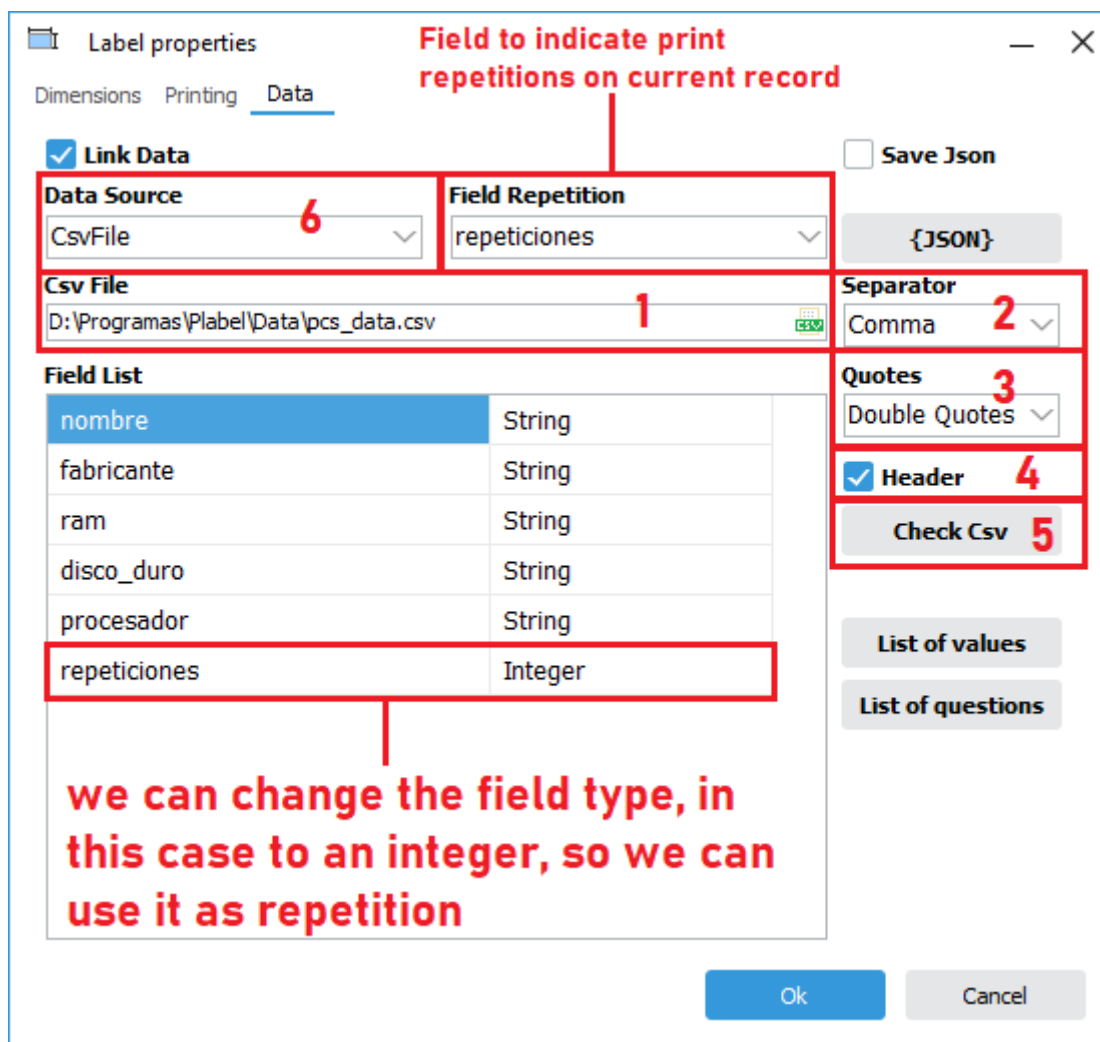 Label properties
Field to indicate print
repetitions on current record
Dimensions Printing Data
Link Data
Save Json
Data Source
6
CsvFile
Field Repetition
repeticiones
{JSON}
Csv File
D:\Programas\Plabel\Data\pcs_data.csv
1
CSV
Separator
Comma
2
Field List
Quotes
3
Double Quotes
nombre String
fabricante String
Header
4
ram String
Check Csv
5
disco_duro String
procesador String
List of values
repeticiones Integer
List of questions
we can change the field type, in
this case to an integer, so we can
use it as repetition
Ok
Cancel